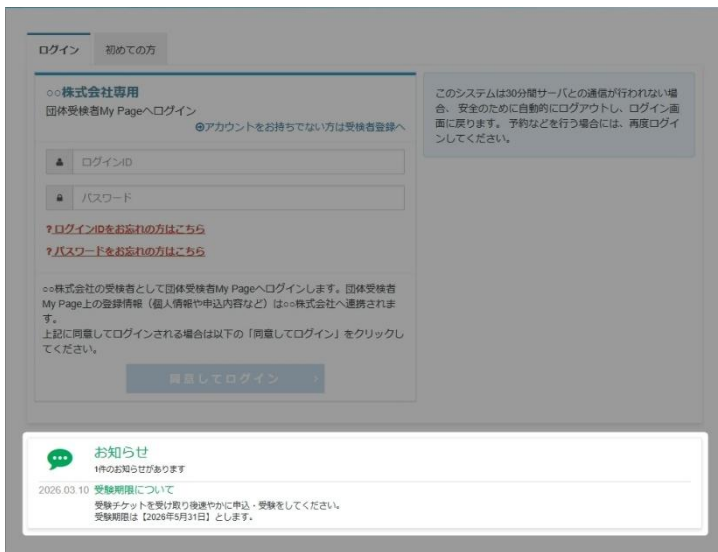 ログイン 初めての方
○○株式会社専用
団体受検者My Pageへログイン
アカウントをお持ちでない方は受検者登録へ
ログインID
パスワード
?ログインIDをお忘れの方はこちら
?パスワードをお忘れの方はこちら
○○株式会社の受検者として団体受検者My Pageへログインします。団体受検者
My Page上の登録情報（個人情報や申込内容など）は○○株式会社へ連携されま
す。
上記に同意してログインされる場合は以下の「同意してログイン」をクリックし
てください。
同意してログイン
このシステムは30分間サーバとの通信が行われない場
合、 安全のために自動的にログアウトし、ログイン画
面に戻ります。 予約などを行う場合には、再度ログイ
ンしてください。
お知らせ
1件のお知らせがあります
2026.03.10 受験期限について
受験チケットを受け取り後速やかに申込・受験をしてください。
受験期限は【2026年5月31日】とします。